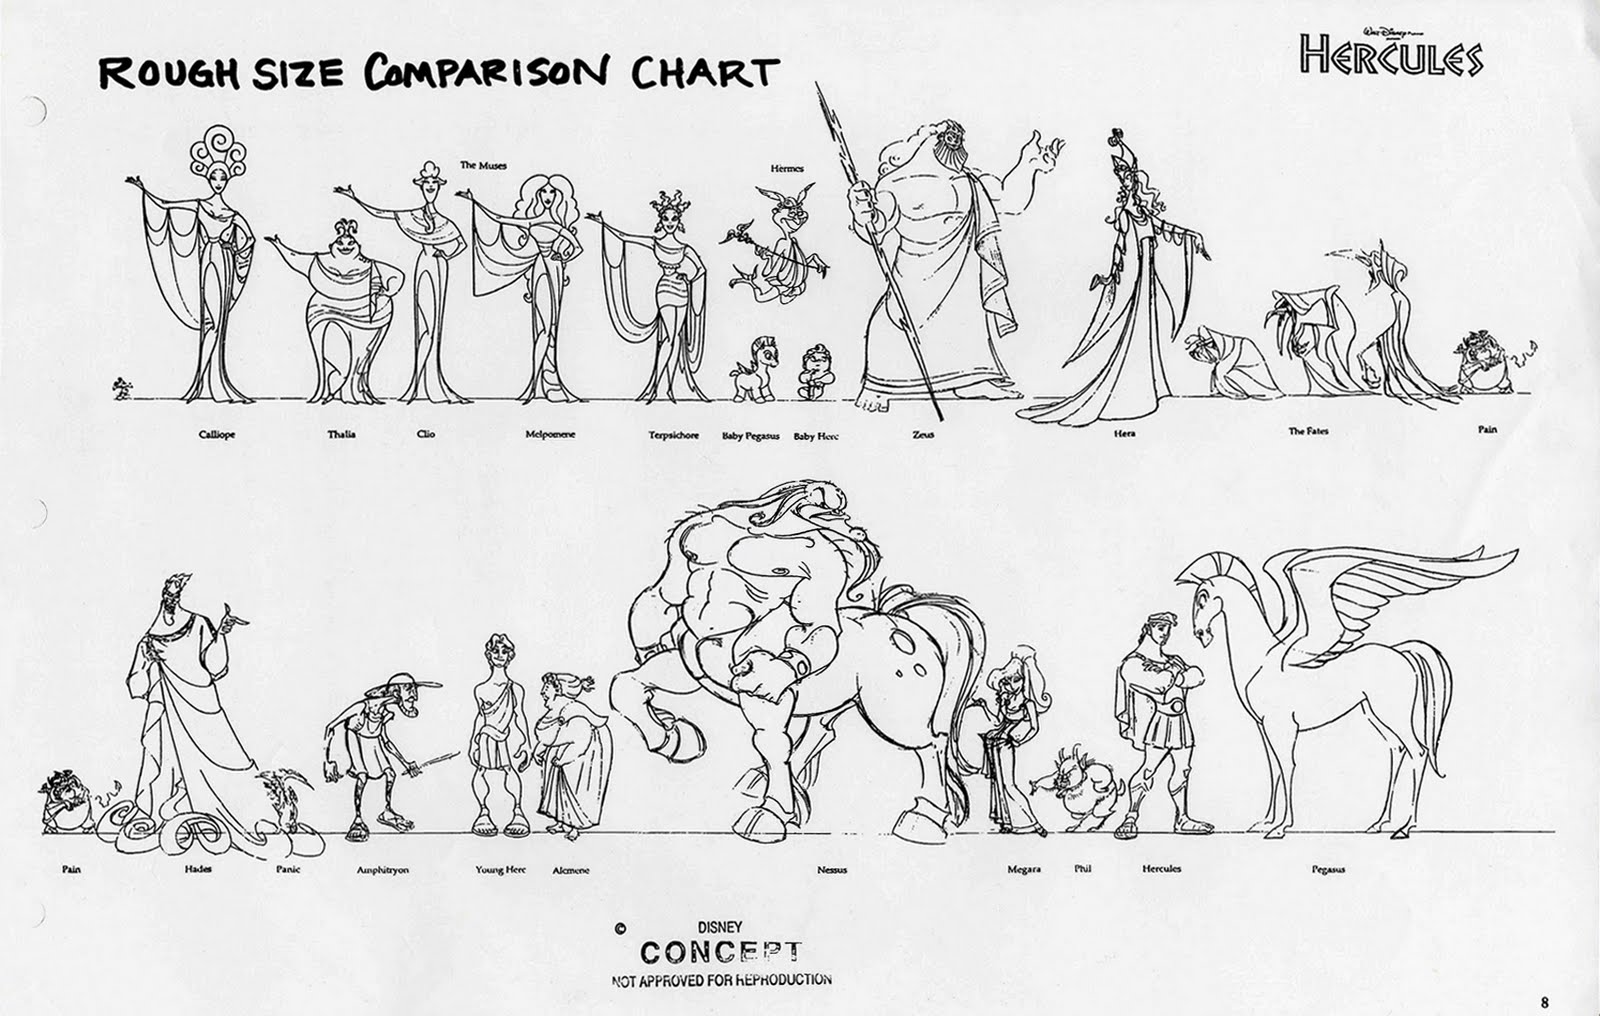 ROUGH SIZE COMPARISON CHART
WALT DISNEY
HERCULES
The Muses
Hermes
Calliope
Thalia
Clio
Melpomene
Terpsichore
Baby Pegasus
Baby Herc
Zeus
Hera
The Fates
Pain
Pain
Hades
Panic
Amphitryon
Young Herc
Alcmene
Nessus
Megara
Phil
Hercules
Pegasus
© DISNEY
CONCEPT
NOT APPROVED FOR REPRODUCTION
8